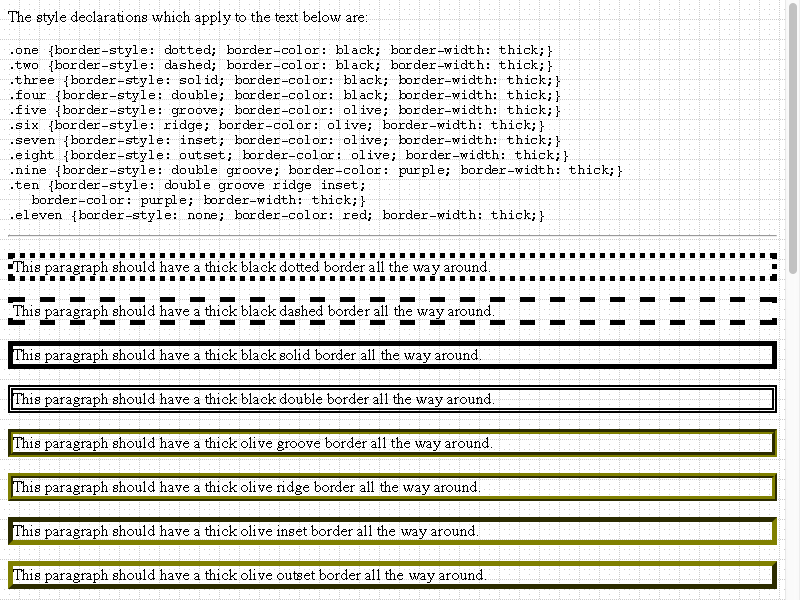 The style declarations which apply to the text below are:
.one {border-style: dotted; border-color: black; border-width: thick;}
.two {border-style: dashed; border-color: black; border-width: thick;}
.three {border-style: solid; border-color: black; border-width: thick;}
.four {border-style: double; border-color: black; border-width: thick;}
.five {border-style: groove; border-color: olive; border-width: thick;}
.six {border-style: ridge; border-color: olive; border-width: thick;}
.seven {border-style: inset; border-color: olive; border-width: thick;}
.eight {border-style: outset; border-color: olive; border-width: thick;}
.nine {border-style: double groove; border-color: purple; border-width: thick;}
.ten {border-style: double groove ridge inset;
border-color: purple; border-width: thick;}
.eleven {border-style: none; border-color: red; border-width: thick;}
This paragraph should have a thick black dotted border all the way around.
This paragraph should have a thick black dashed border all the way around.
This paragraph should have a thick black solid border all the way around.
This paragraph should have a thick black double border all the way around.
This paragraph should have a thick olive groove border all the way around.
This paragraph should have a thick olive ridge border all the way around.
This paragraph should have a thick olive inset border all the way around.
This paragraph should have a thick olive outset border all the way around.